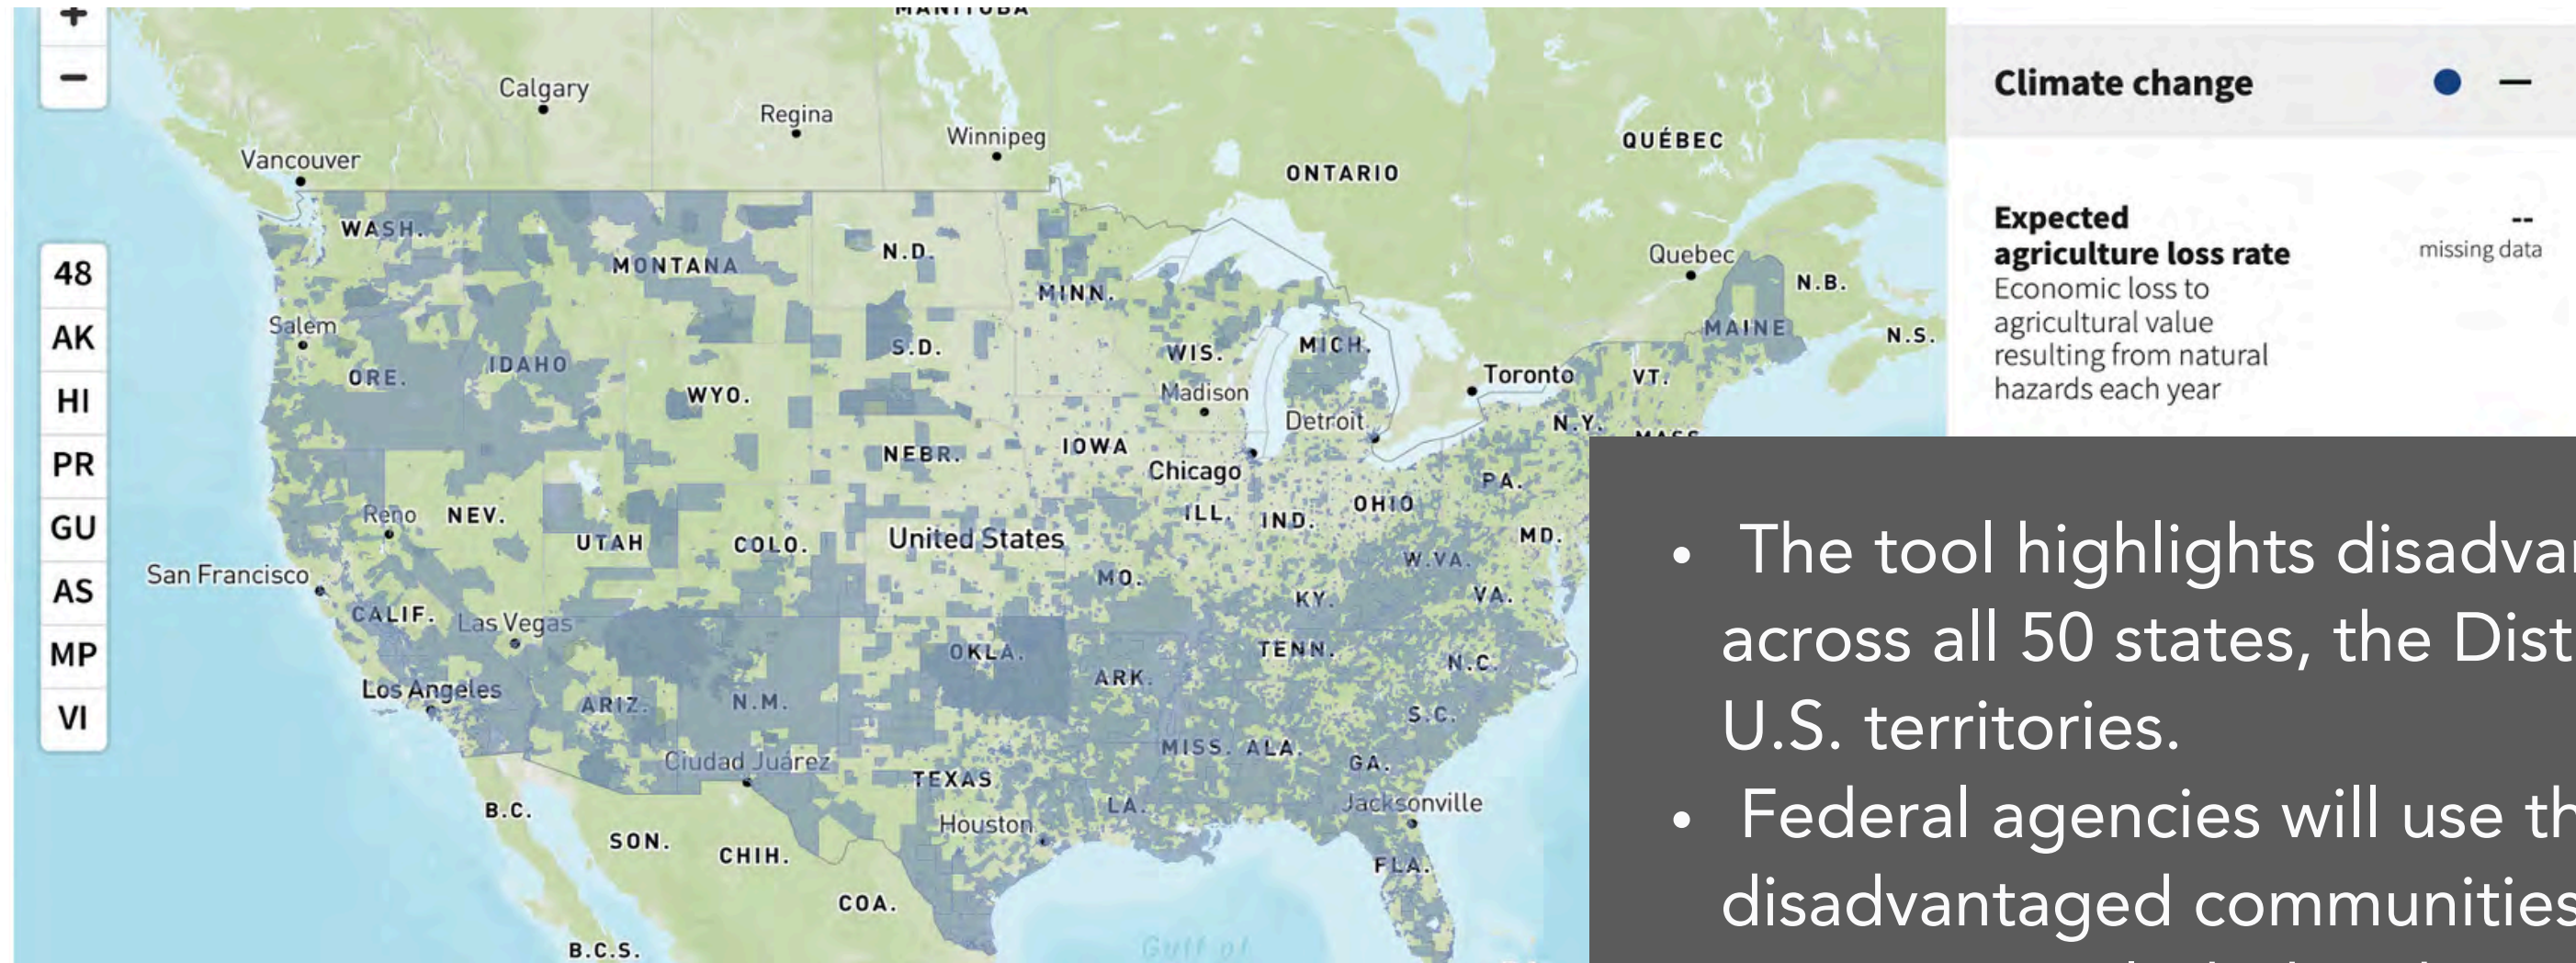 +
−
48
AK
HI
PR
GU
AS
MP
VI
Calgary
Regina
Winnipeg
Vancouver
ONTARIO
QUÉBEC
Quebec
N.B.
N.S.
WASH.
MONTANA
N.D.
MINN.
MAINE
Salem
ORE.
IDAHO
WYO.
S.D.
WIS.
MICH.
Toronto
VT.
Madison
Detroit
N.Y.
MASS
NEBR.
IOWA
Chicago
PA.
Reno
NEV.
UTAH
COLO.
United States
ILL.
IND.
OHIO
MD.
San Francisco
MO.
W.VA.
KY.
VA.
CALIF.
Las Vegas
OKLA.
ARK.
TENN.
N.C.
Los Angeles
ARIZ.
N.M.
S.C.
Ciudad Juárez
TEXAS
MISS.
ALA.
GA.
LA.
Jacksonville
B.C.
SON.
CHIH.
Houston
FLA.
COA.
B.C.S.
Gulf of
MANITOBA
Climate change
Expected
agriculture loss rate
--
missing data
Economic loss to
agricultural value
resulting from natural
hazards each year
• The tool highlights
across all 50 states, the
U.S. territories.
• Federal agencies will use
disadvantaged communities